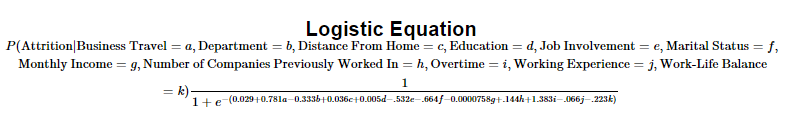 Logistic Equation
P(Attrition|Business Travel = a, Department = b, Distance From Home = c, Education = d, Job Involvement = e, Marital Status = f,
Monthly Income = g, Number of Companies Previously Worked In = h, Overtime = i, Working Experience = j, Work-Life Balance
= k) 1
1 + e^−(0.029+0.781a−0.333b+0.036c+0.005d−.532e−.664f−0.0000758g+.144h+1.383i−.066j−.223k)